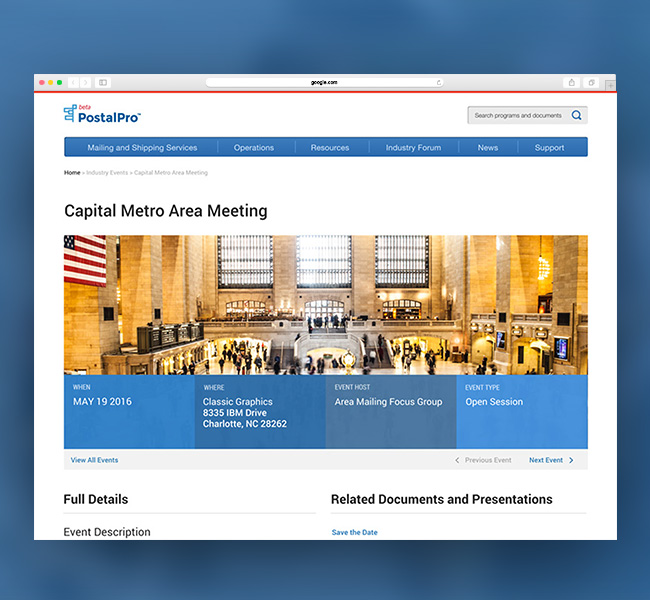 google.com
beta
PostalPro™
Search programs and documents
Mailing and Shipping Services Operations Resources Industry Forum News Support
Home » Industry Events » Capital Metro Area Meeting
Capital Metro Area Meeting
WHEN
MAY 19 2016
WHERE
Classic Graphics
8335 IBM Drive
Charlotte, NC 28262
EVENT HOST
Area Mailing Focus Group
EVENT TYPE
Open Session
View All Events Previous Event Next Event
Full Details
Event Description
Related Documents and Presentations
Save the Date